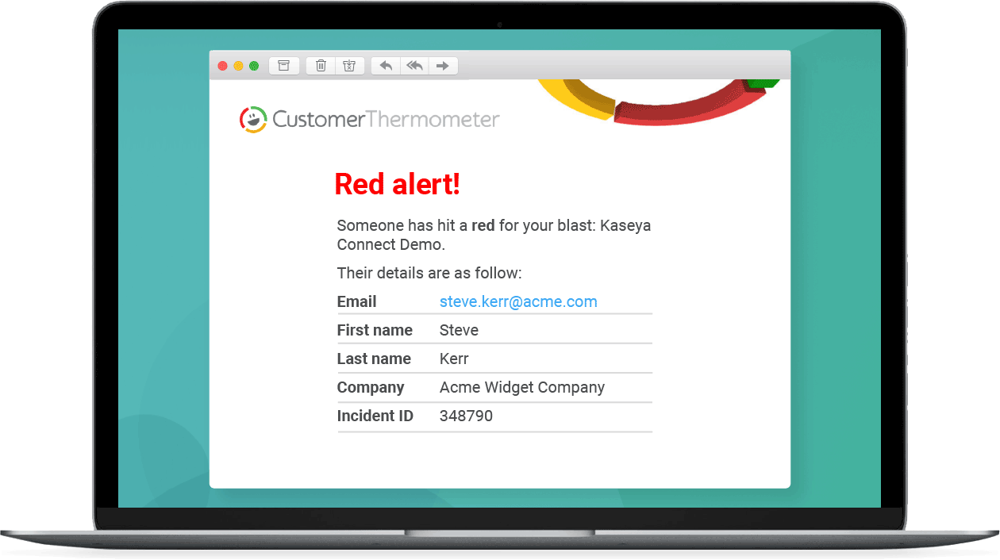 CustomerThermometer
Red alert!
Someone has hit a red for your blast: Kaseya
Connect Demo.
Their details are as follow:
Email steve.kerr@acme.com
First name Steve
Last name Kerr
Company Acme Widget Company
Incident ID 348790